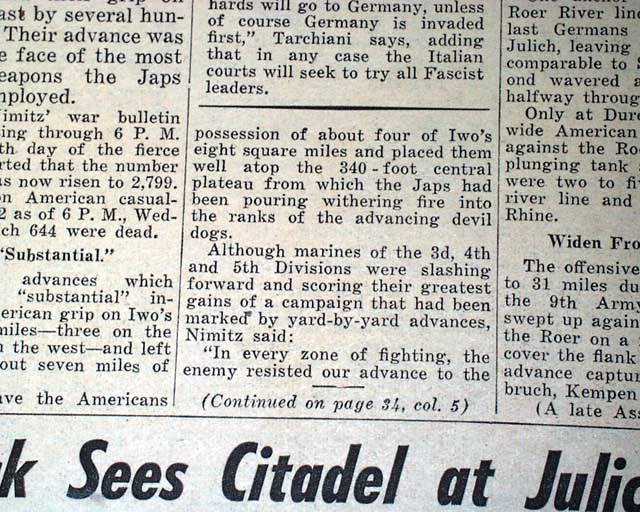 ast by several hun-
Their advance was
e face of the most
eapons the Japs
mployed.
imitz' war bulletin
ing through 6 P. M.
th day of the fierce
rted that the number
as now risen to 2,799.
on American casual-
2 as of 6 P. M., Wed-
ch 644 were dead.
"Substantial."
advances which
"substantial" in-
erican grip on Iwo's
miles—three on the
n the west—and left
out seven miles of
ave the Americans
hards will go to Germany, unless
of course Germany is invaded
first," Tarchiani says, adding
that in any case the Italian
courts will seek to try all Fascist
leaders.
possession of about four of Iwo's
eight square miles and placed them
well atop the 340-foot central
plateau from which the Japs had
been pouring withering fire into
the ranks of the advancing devil
dogs.
Although marines of the 3d, 4th
and 5th Divisions were slashing
forward and scoring their greatest
gains of a campaign that had been
marked by yard-by-yard advances,
Nimitz said:
"In every zone of fighting, the
enemy resisted our advance to the
(Continued on page 34, col. 5)
Roer River lin
last Germans
Julich, leaving
comparable to S
ond wavered a
halfway throug
Only at Dure
wide American
against the Roe
plunging tank
were two to fi
river line and
Rhine.
Widen Fro
The offensive
to 31 miles du
the 9th Army
swept up again
the Roer on a
cover the flank
advance captur
bruch, Kempen
(A late Ass
k Sees Citadel at Julic